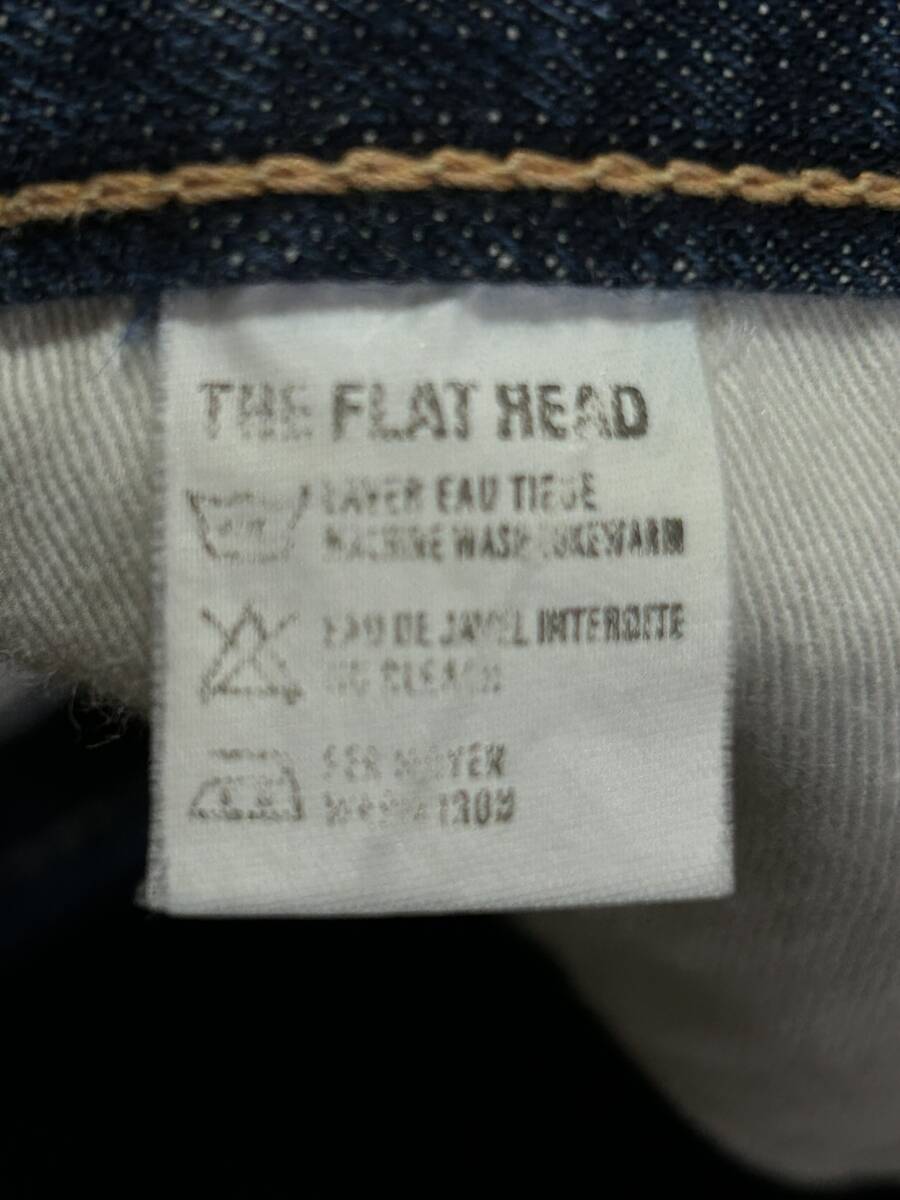 THE FLAT HEAD
LAVER EAU TIEDE
MACHINE WASH LUKEWARM
EAU DE JAVEL INTERDITE
NO BLEACH
FER MOYEN
WARM IRON